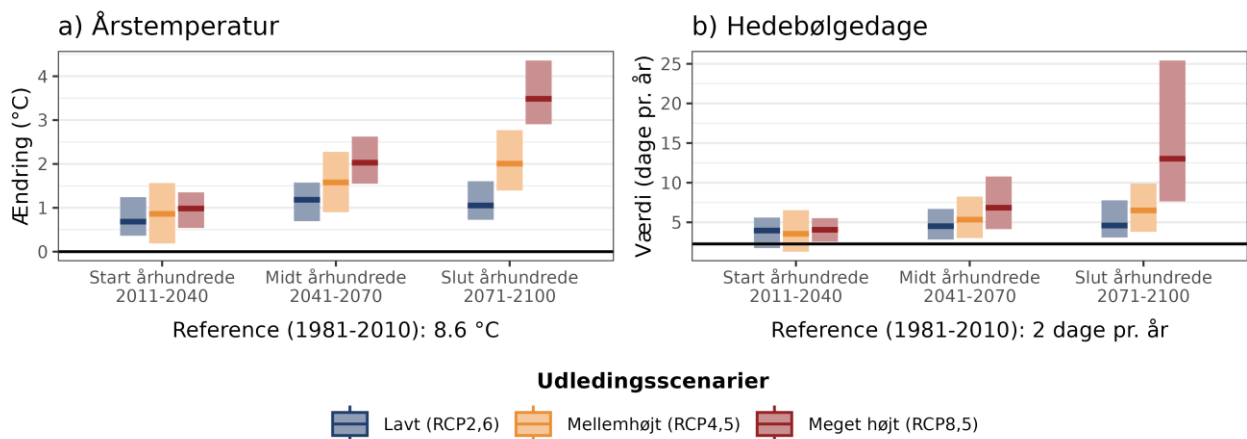 a) Årstemperatur
Ændring (°C)
4
3
2
1
0
Start århundrede
2011-2040
Midt århundrede
2041-2070
Slut århundrede
2071-2100
Reference (1981-2010): 8.6 °C
b) Hedebølgedage
Værdi (dage pr. år)
25
20
15
10
5
Start århundrede
2011-2040
Midt århundrede
2041-2070
Slut århundrede
2071-2100
Reference (1981-2010): 2 dage pr. år
Udledingsscenarier
Lavt (RCP2,6)
Mellemhøjt (RCP4,5)
Meget højt (RCP8,5)